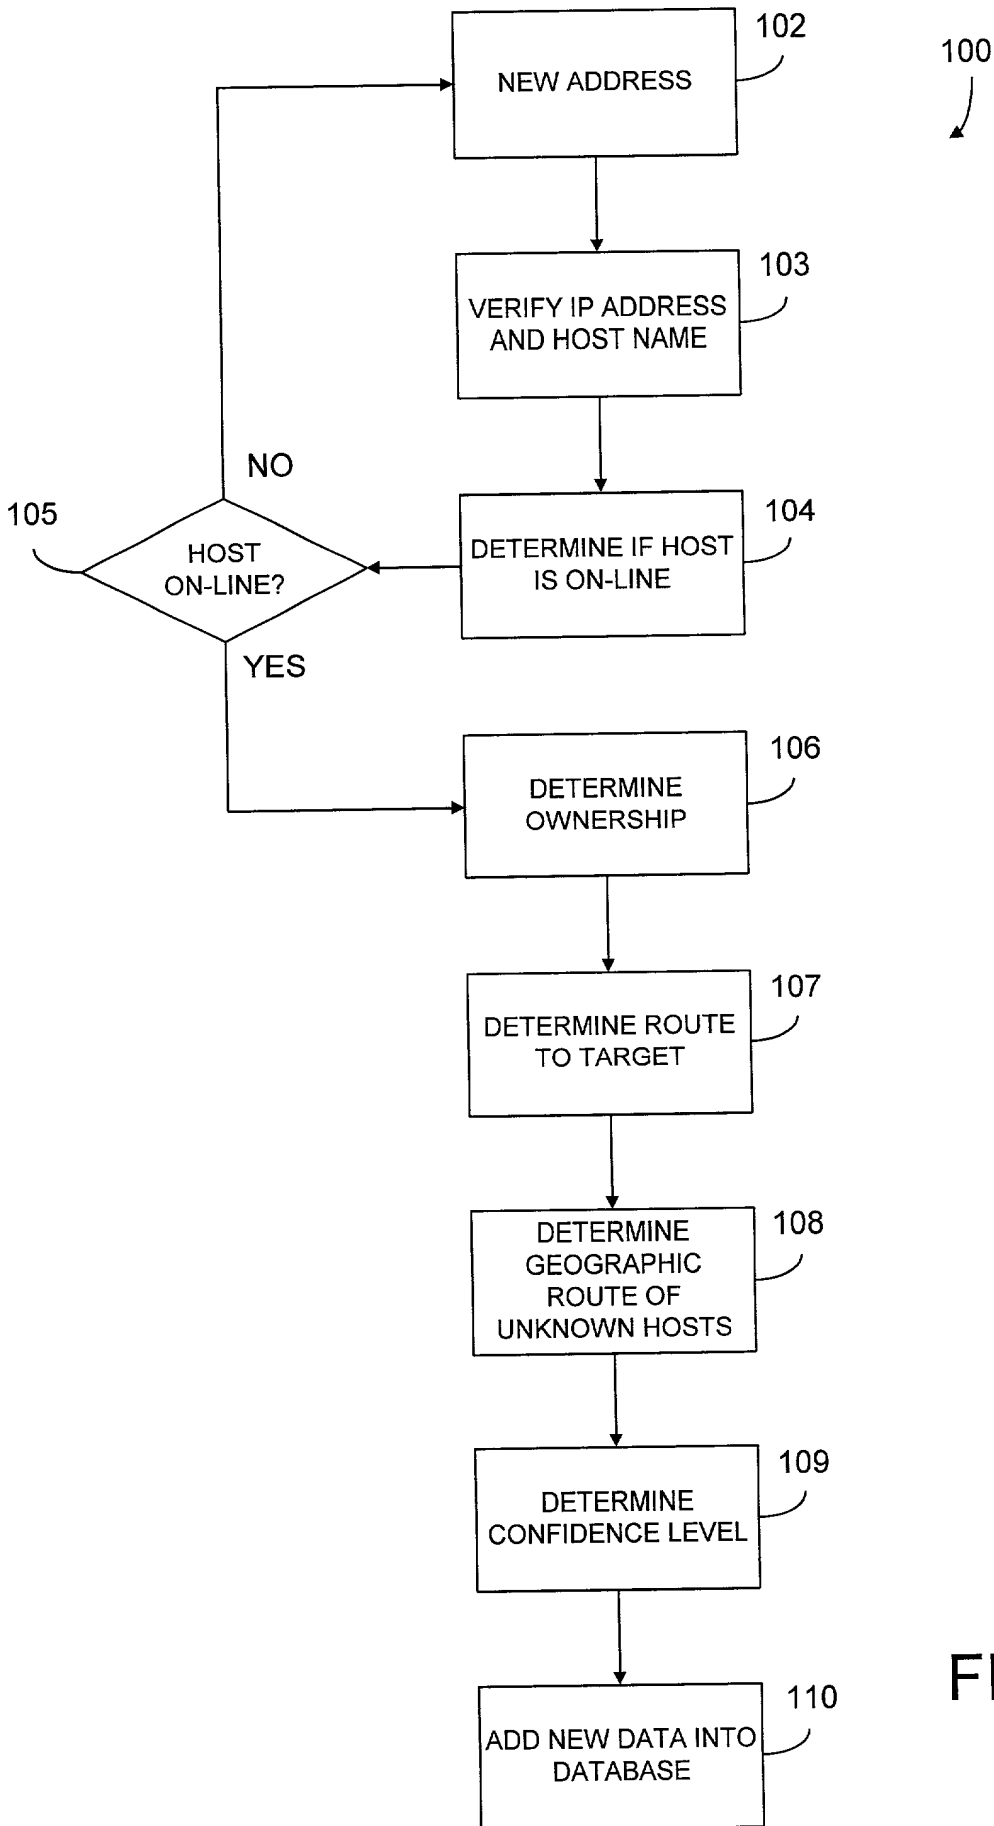 102
100
NEW ADDRESS
103
VERIFY IP ADDRESS
AND HOST NAME
NO
105
104
HOST
ON-LINE?
DETERMINE IF HOST
IS ON-LINE
YES
106
DETERMINE
OWNERSHIP
107
DETERMINE ROUTE
TO TARGET
108
DETERMINE
GEOGRAPHIC
ROUTE OF
UNKNOWN HOSTS
109
DETERMINE
CONFIDENCE LEVEL
110
ADD NEW DATA INTO
DATABASE